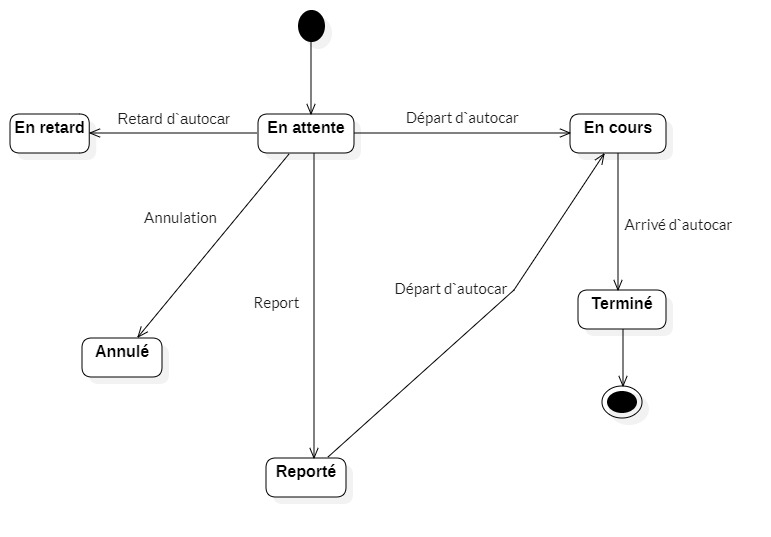 Retard d`autocar
Départ d`autocar
En retard
En attente
En cours
Annulation
Arrivé d`autocar
Départ d`autocar
Report
Terminé
Annulé
Reporté